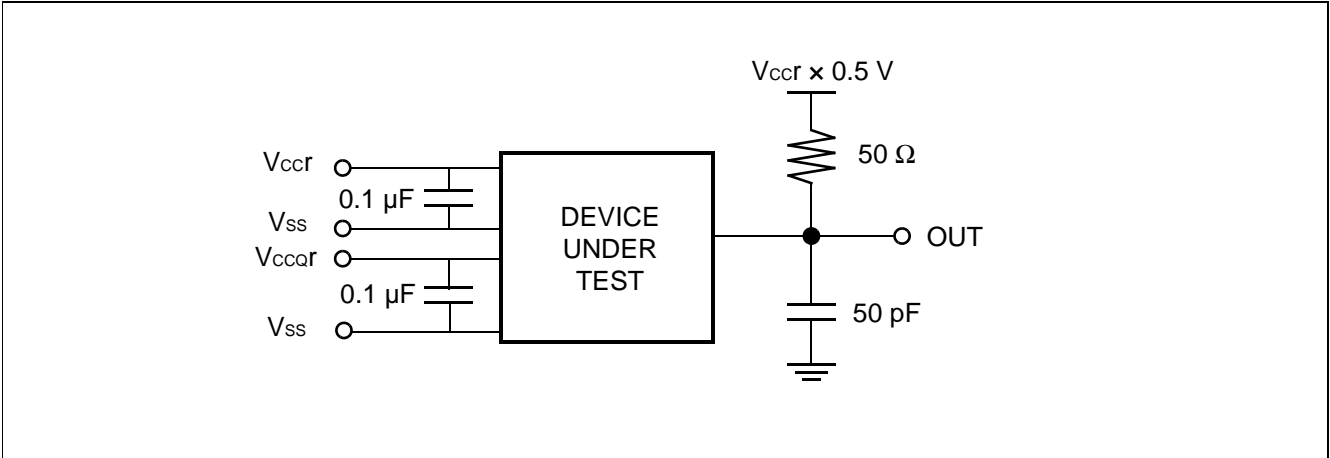 Vccr × 0.5 V
50 Ω
Vccr
0.1 µF
Vss
VCCQr
0.1 µF
Vss
DEVICE
UNDER
TEST
OUT
50 pF